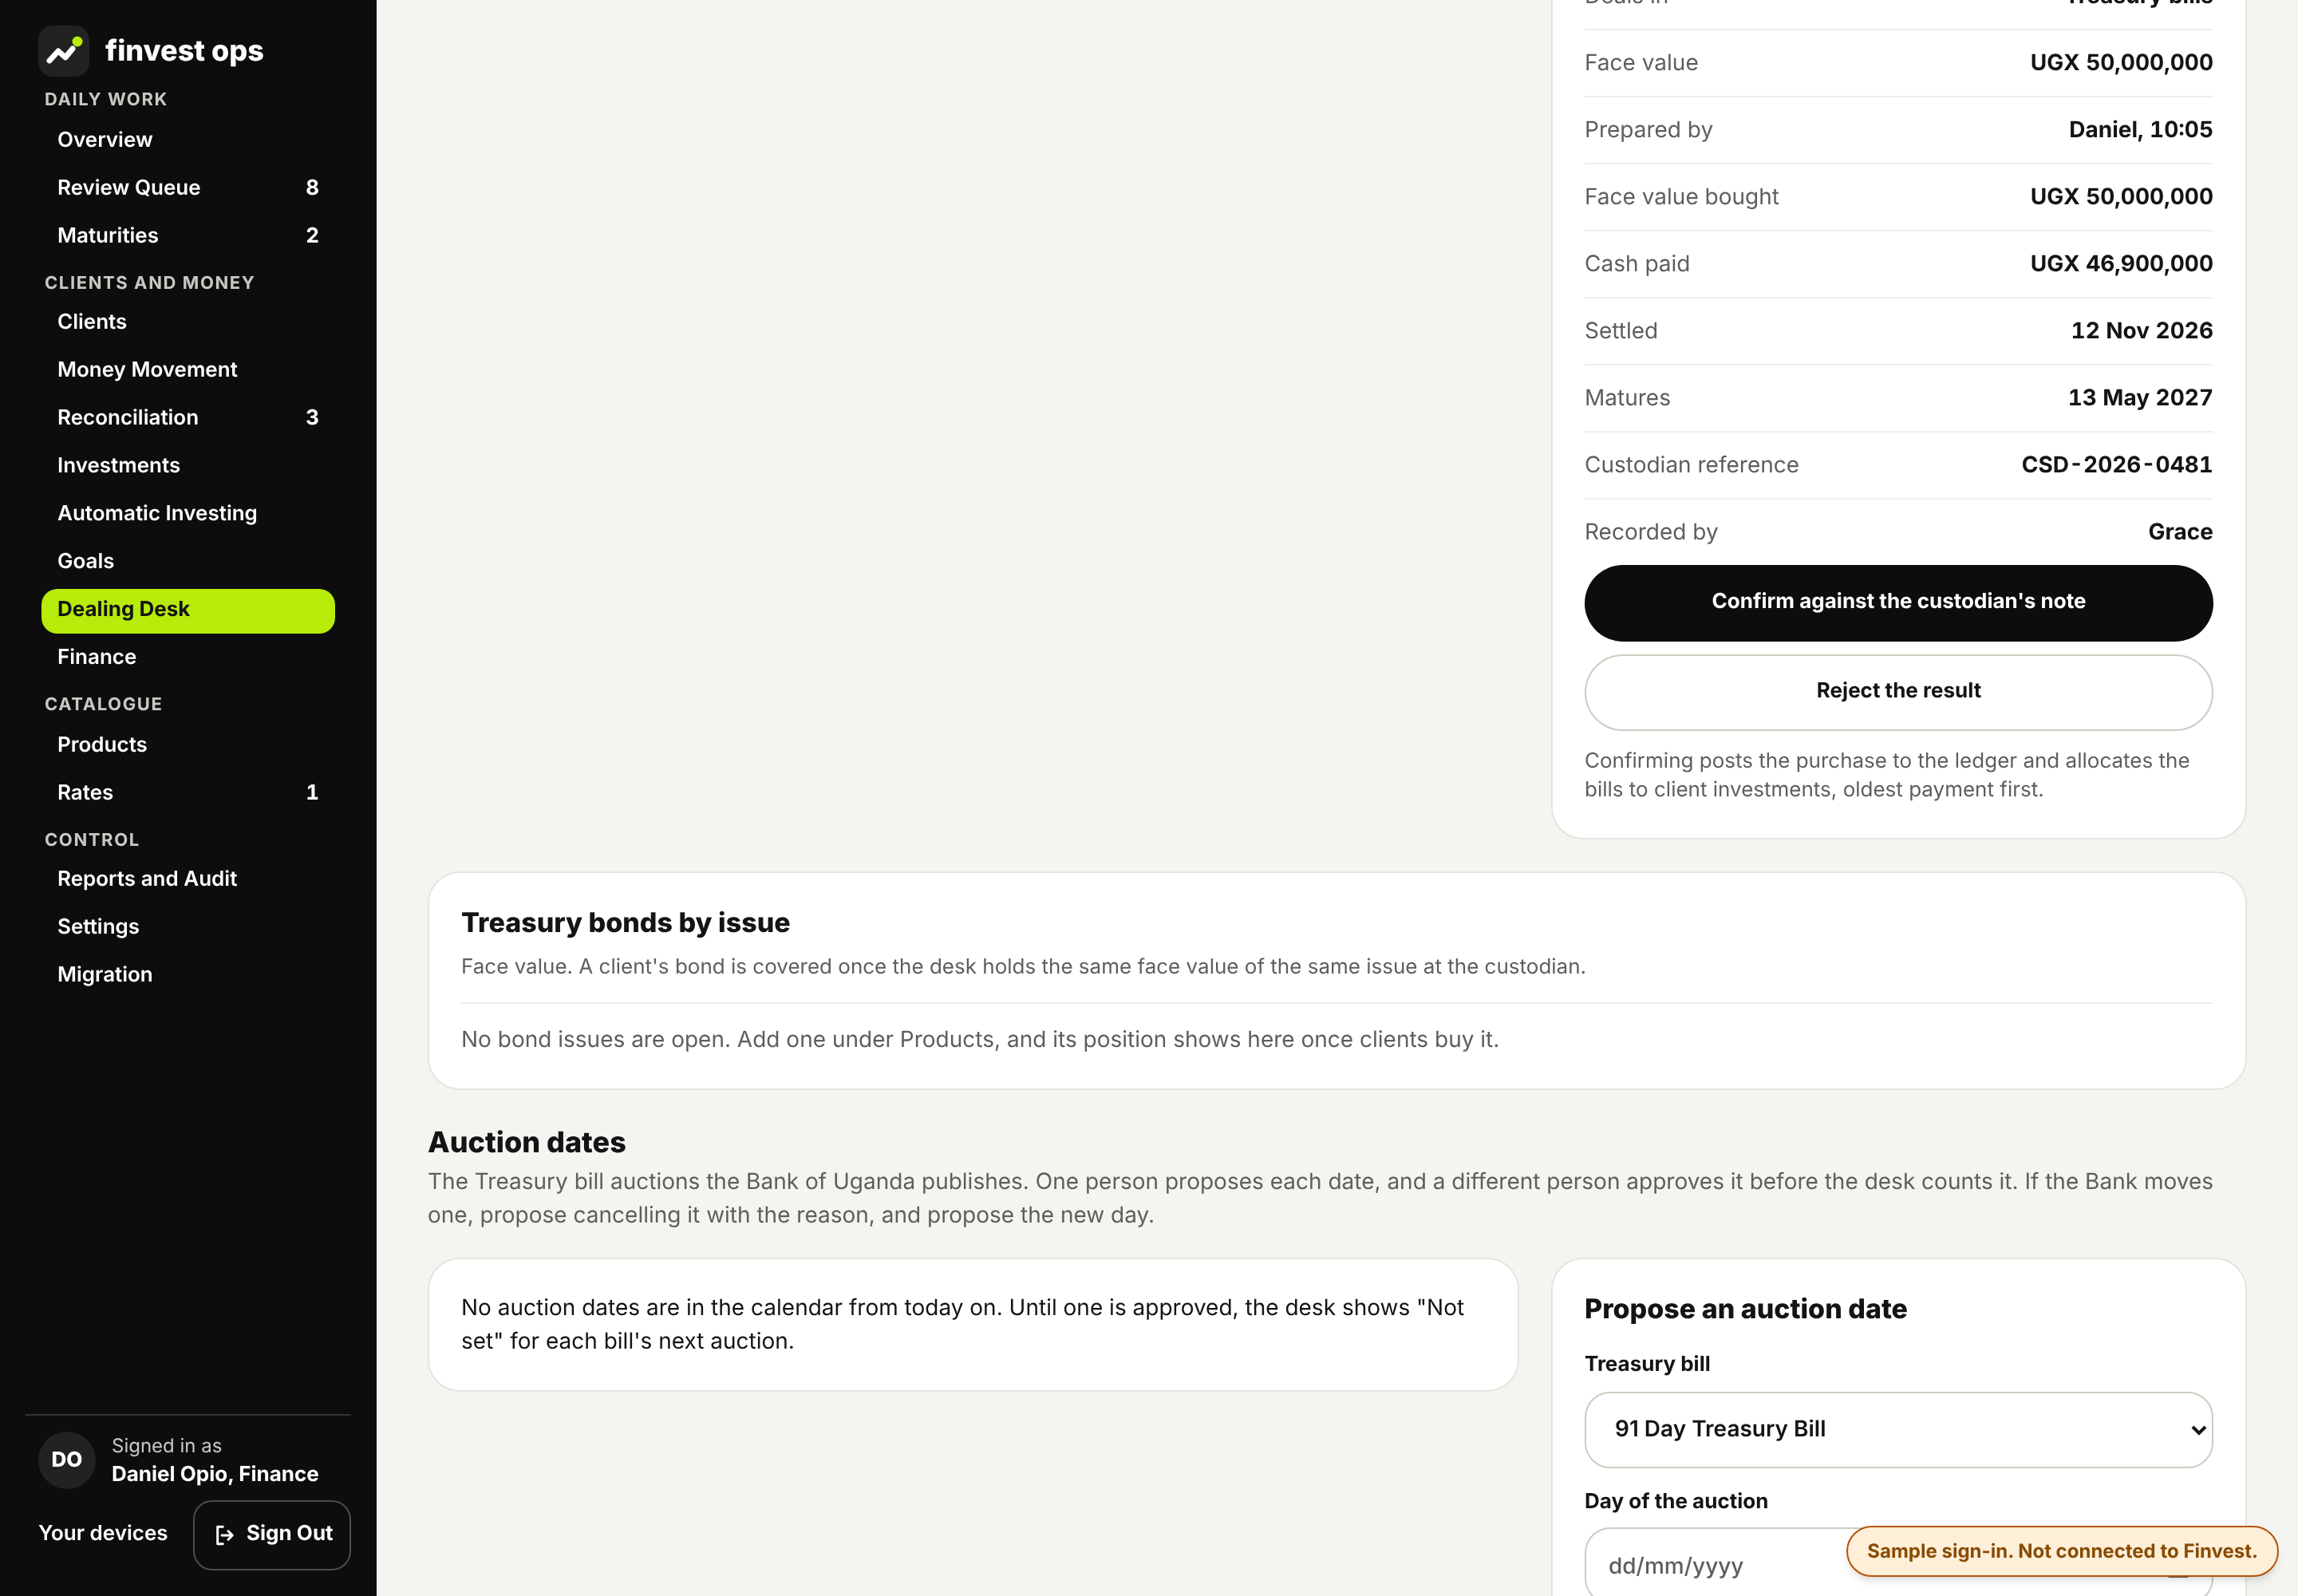 finvest ops
DAILY WORK
Overview
Review Queue 8
Maturities 2
CLIENTS AND MONEY
Clients
Money Movement
Reconciliation 3
Investments
Automatic Investing
Goals
Dealing Desk
Finance
CATALOGUE
Products
Rates 1
CONTROL
Reports and Audit
Settings
Migration
DO
Signed in as
Daniel Opio, Finance
Your devices
Sign Out
Face value UGX 50,000,000
Prepared by Daniel, 10:05
Face value bought UGX 50,000,000
Cash paid UGX 46,900,000
Settled 12 Nov 2026
Matures 13 May 2027
Custodian reference CSD-2026-0481
Recorded by Grace
Confirm against the custodian's note
Reject the result
Confirming posts the purchase to the ledger and allocates the
bills to client investments, oldest payment first.
Treasury bonds by issue
Face value. A client's bond is covered once the desk holds the same face value of the same issue at the custodian.
No bond issues are open. Add one under Products, and its position shows here once clients buy it.
Auction dates
The Treasury bill auctions the Bank of Uganda publishes. One person proposes each date, and a different person approves it before the desk counts it. If the Bank moves
one, propose cancelling it with the reason, and propose the new day.
No auction dates are in the calendar from today on. Until one is approved, the desk shows "Not
set" for each bill's next auction.
Propose an auction date
Treasury bill
91 Day Treasury Bill
Day of the auction
dd/mm/yyyy
Sample sign-in. Not connected to Finvest.